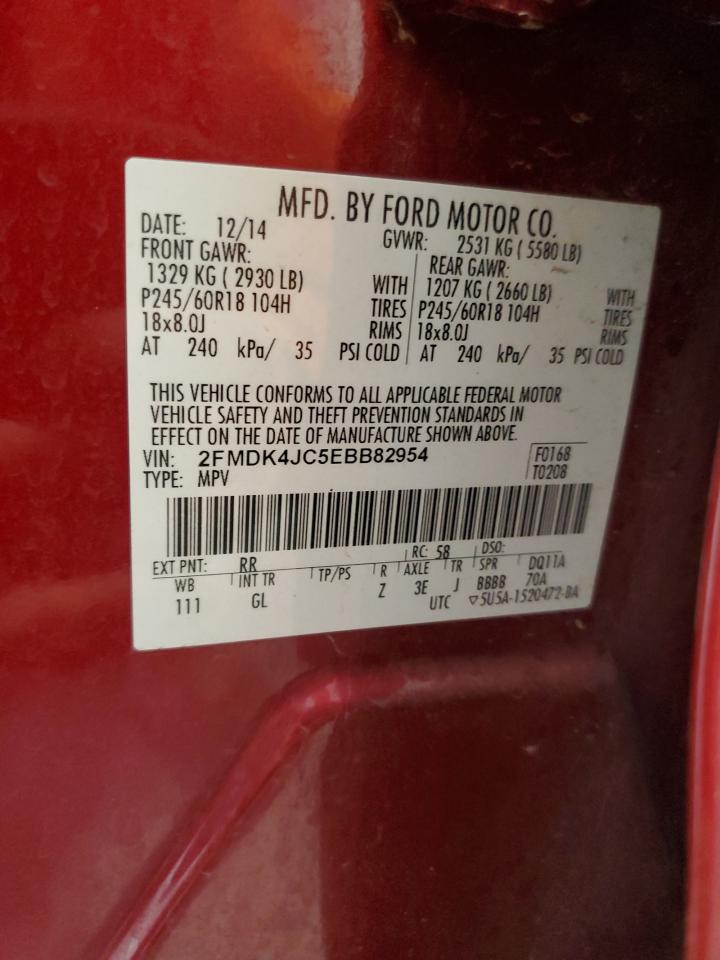 MFD. BY FORD MOTOR CO.
DATE: 12/14 GVWR: 2531 KG ( 5580 LB)
FRONT GAWR: REAR GAWR:
1329 KG ( 2930 LB) WITH 1207 KG ( 2660 LB) WITH
P245/60R18 104H TIRES P245/60R18 104H TIRES
18x8.0J RIMS 18x8.0J RIMS
AT 240 kPa/ 35 PSI COLD AT 240 kPa/ 35 PSI COLD
THIS VEHICLE CONFORMS TO ALL APPLICABLE FEDERAL MOTOR
VEHICLE SAFETY AND THEFT PREVENTION STANDARDS IN
EFFECT ON THE DATE OF MANUFACTURE SHOWN ABOVE.
VIN: 2FMDK4JC5EBB82954 F0168
TYPE: MPV T0208
EXT PNT: RR RC: 58 DSO:
WB INT TR TP/PS R AXLE TR SPR DQ11A
111 GL Z 3E J BBBB 70A
UTC ▽5U5A-1520472-BA